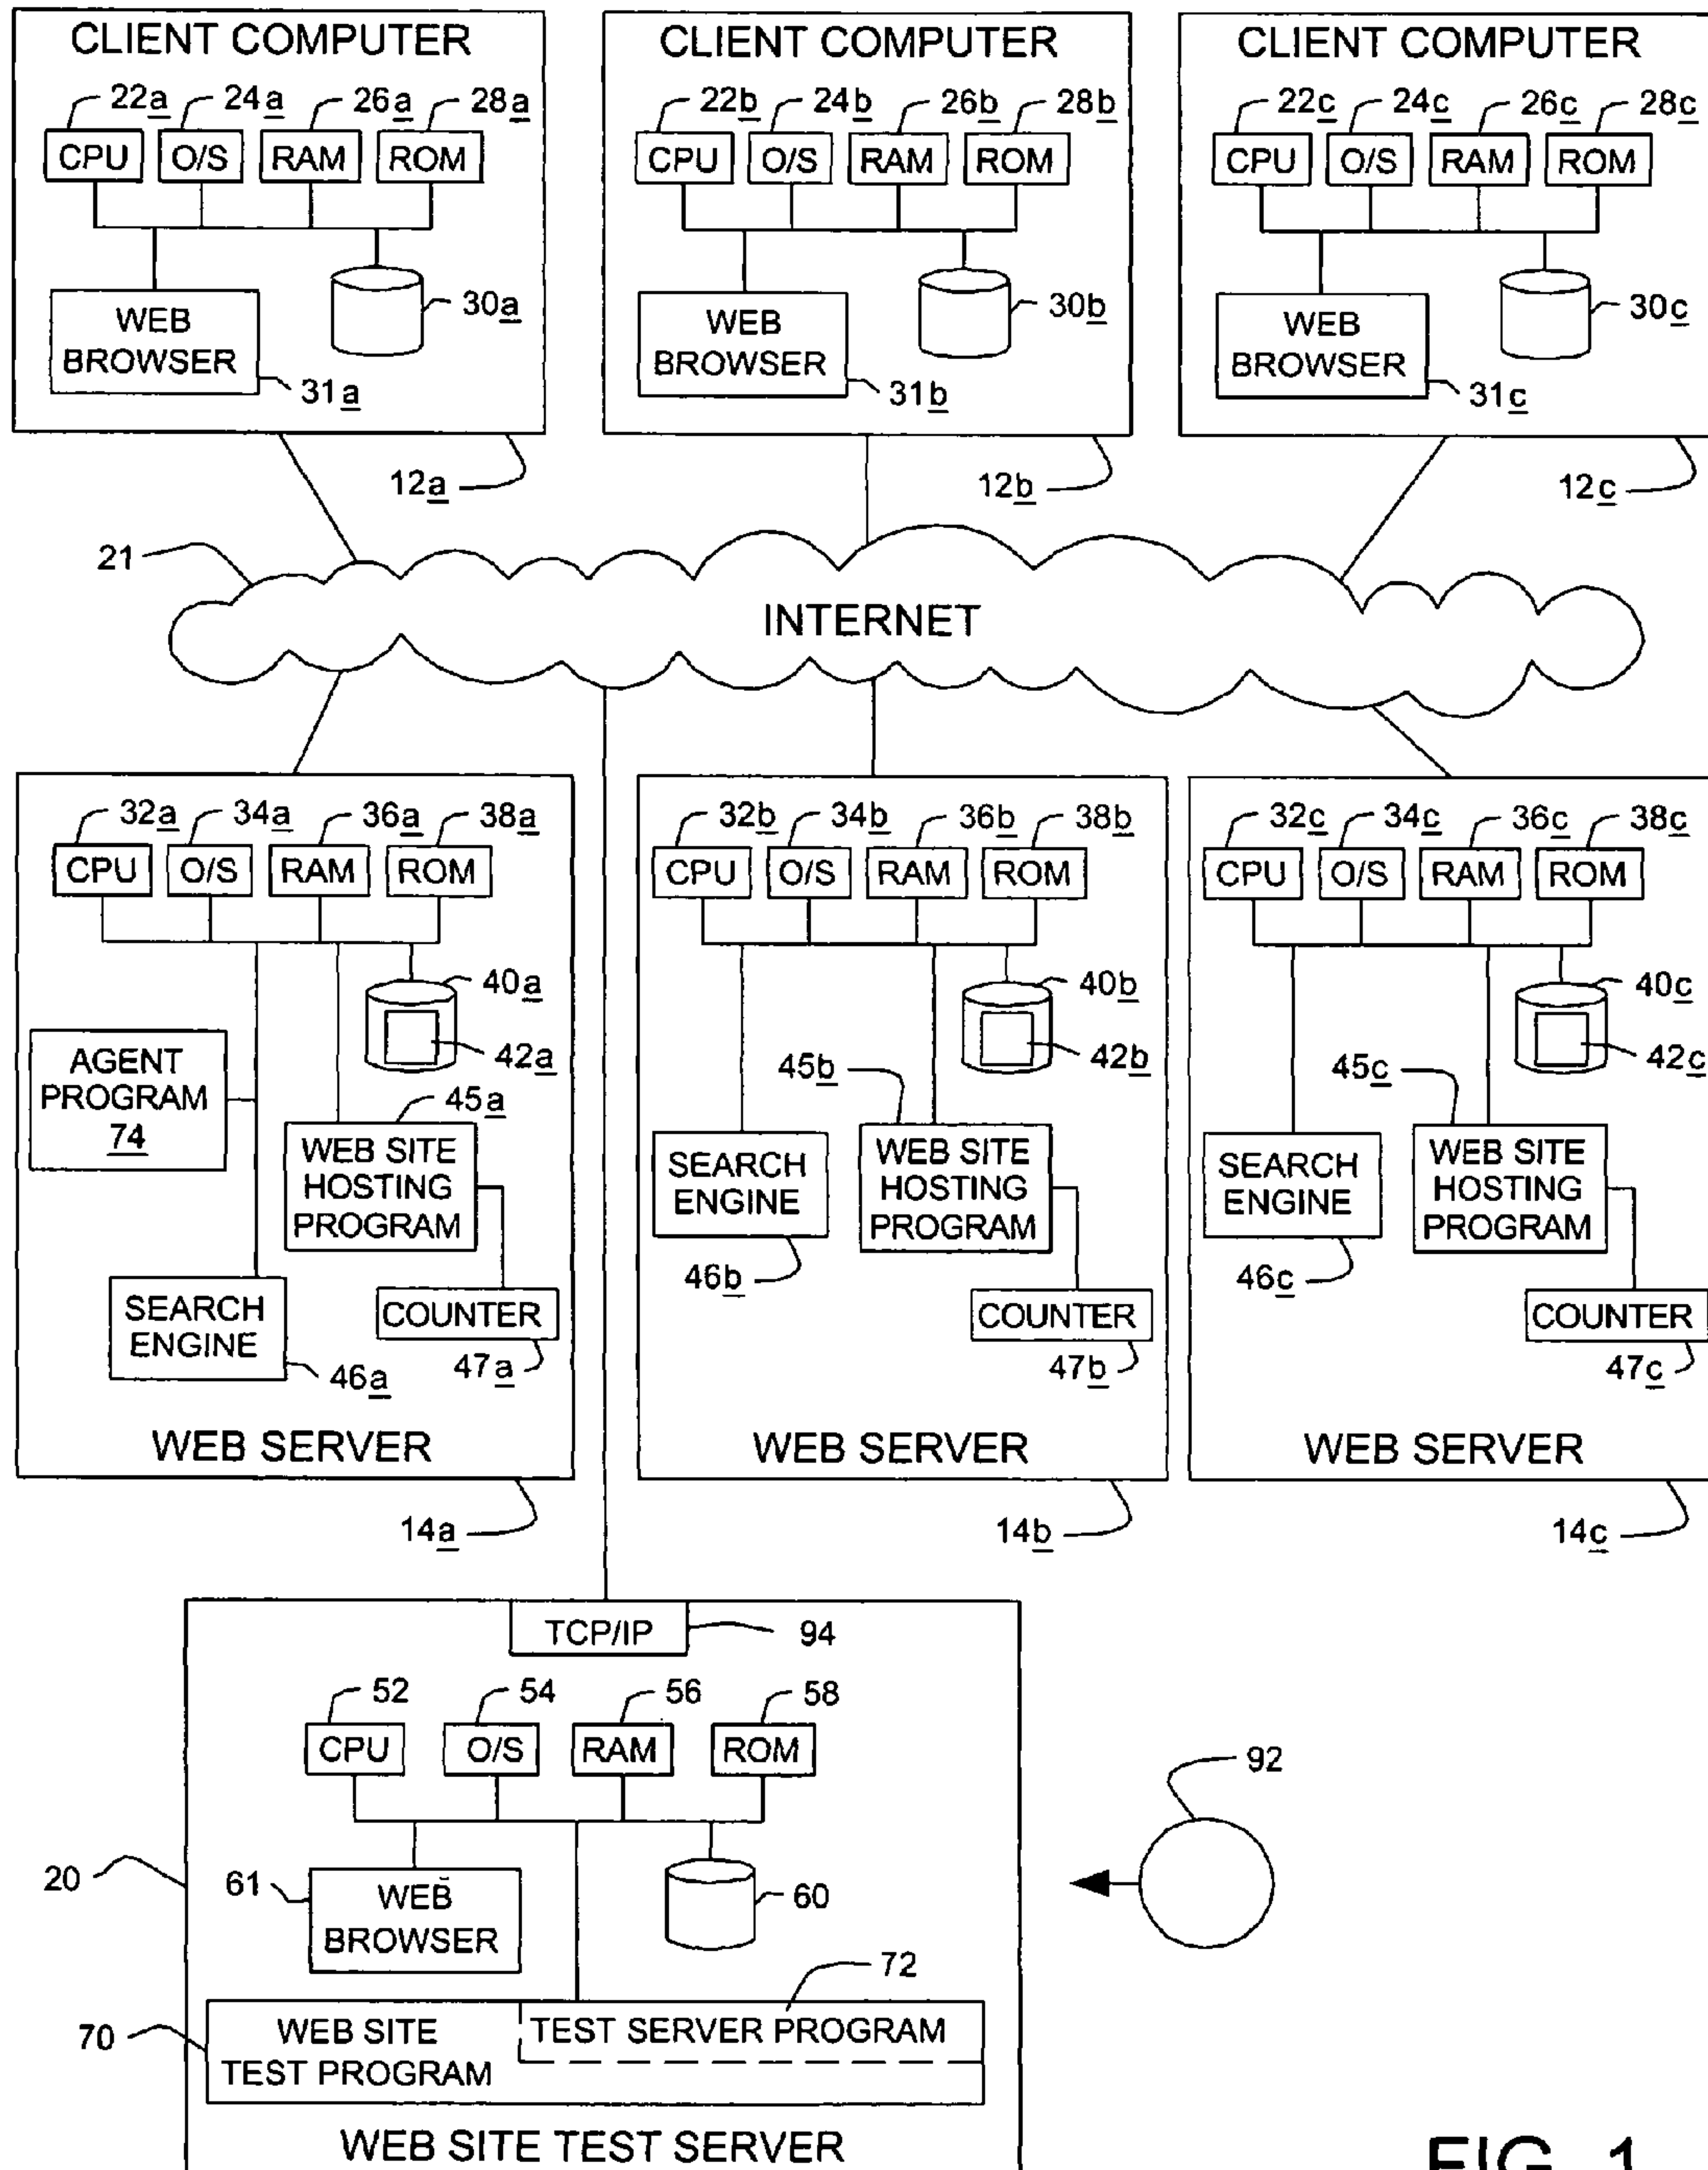 CLIENT COMPUTER
22a 24a 26a 28a
CPU O/S RAM ROM
WEB
BROWSER
30a
31a
12a
CLIENT COMPUTER
22b 24b 26b 28b
CPU O/S RAM ROM
WEB
BROWSER
30b
31b
12b
CLIENT COMPUTER
22c 24c 26c 28c
CPU O/S RAM ROM
WEB
BROWSER
30c
31c
12c
21
INTERNET
32a 34a 36a 38a
CPU O/S RAM ROM
40a
42a
AGENT
PROGRAM
74
45a
WEB SITE
HOSTING
PROGRAM
SEARCH
ENGINE
46a
COUNTER
47a
WEB SERVER
14a
32b 34b 36b 38b
CPU O/S RAM ROM
40b
42b
45b
SEARCH
ENGINE
46b
WEB SITE
HOSTING
PROGRAM
COUNTER
47b
WEB SERVER
14b
32c 34c 36c 38c
CPU O/S RAM ROM
40c
42c
45c
SEARCH
ENGINE
46c
WEB SITE
HOSTING
PROGRAM
COUNTER
47c
WEB SERVER
14c
TCP/IP
94
52 54 56 58
CPU O/S RAM ROM
92
20
61
WEB
BROWSER
60
72
70
WEB SITE
TEST PROGRAM
TEST SERVER PROGRAM
WEB SITE TEST SERVER
FIG. 1